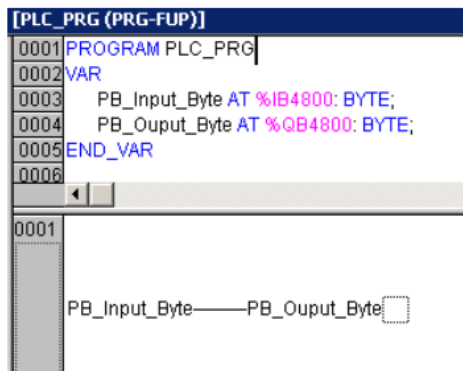 [PLC_PRG (PRG-FUP)]
0001 PROGRAM PLC_PRG
0002 VAR
0003 PB_Input_Byte AT %IB4800: BYTE;
0004 PB_Ouput_Byte AT %QB4800: BYTE;
0005 END_VAR
0006
0001
PB_Input_Byte PB_Ouput_Byte